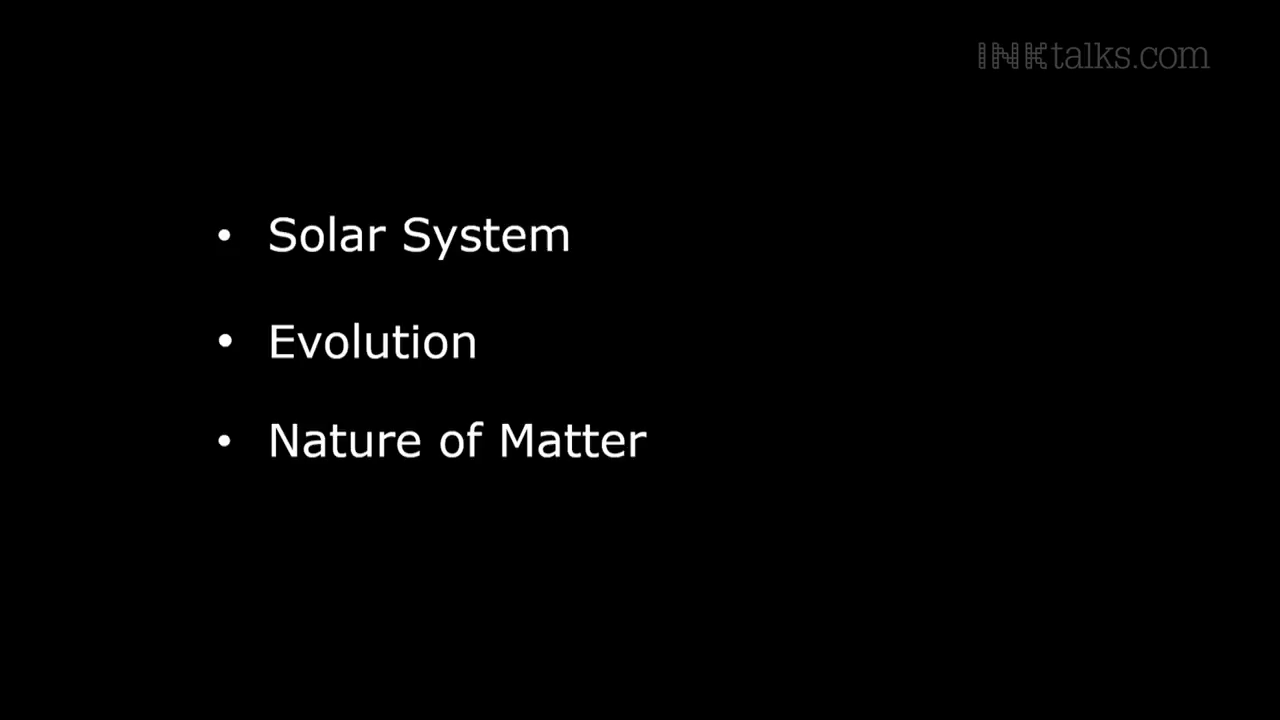 INKtalks.com
• Solar System
• Evolution
• Nature of Matter